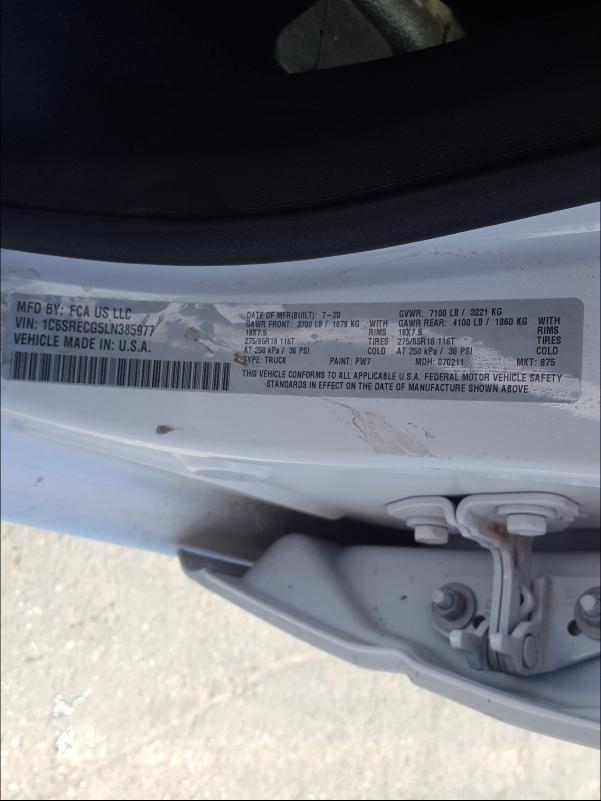 MFD BY: FCA US LLC
VIN: 1C6SRECG5LN385977
VEHICLE MADE IN: U.S.A.
DATE OF MFR(BUILT): 7-20 GVWR: 7100 LB / 3221 KG
GAWR FRONT: 3700 LB / 1679 KG WITH GAWR REAR: 4100 LB / 1860 KG WITH
18X7.5 RIMS 18X7.5 RIMS
275/65R18 116T TIRES 275/65R18 116T TIRES
AT 250 kPa / 36 PSI COLD AT 250 kPa / 36 PSI COLD
TYPE: TRUCK PAINT: PW7 MDH: 070211 MKT: 875
THIS VEHICLE CONFORMS TO ALL APPLICABLE U.S.A. FEDERAL MOTOR VEHICLE SAFETY
STANDARDS IN EFFECT ON THE DATE OF MANUFACTURE SHOWN ABOVE.